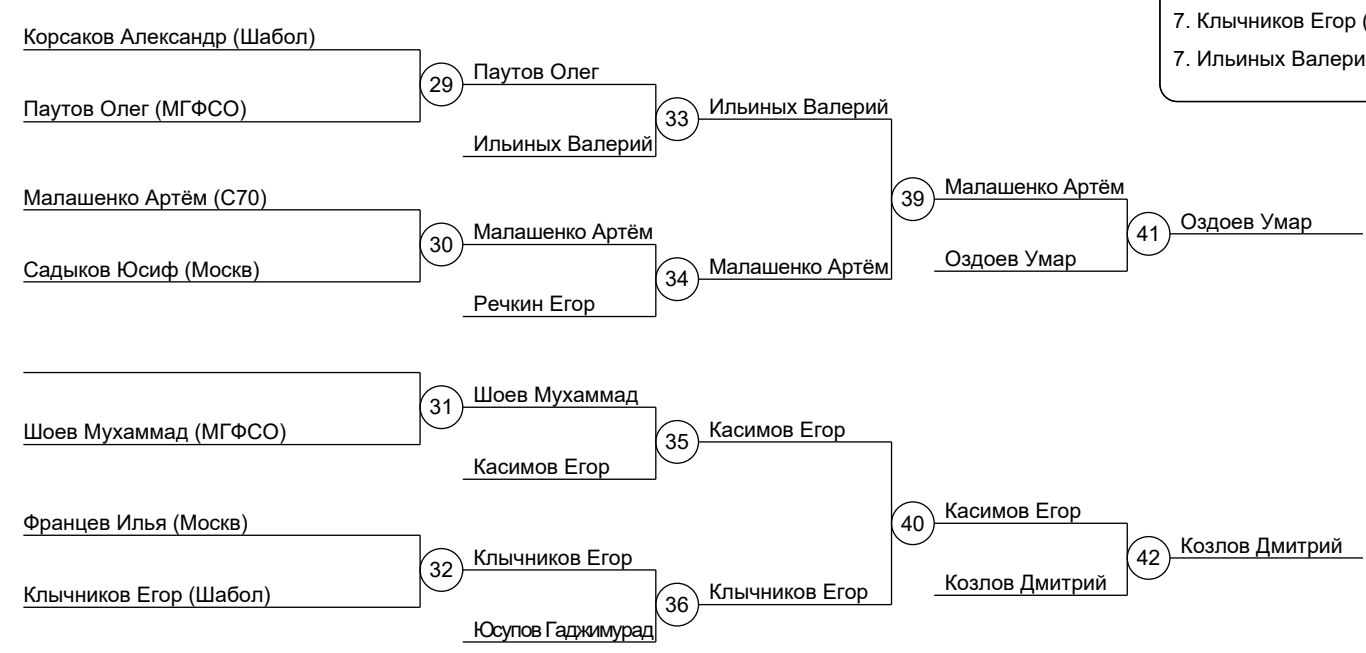 7. Клычников Егор (
7. Ильиных Валери
Корсаков Александр (Шабол)
29
Паутов Олег
Паутов Олег (МГФСО)
33
Ильиных Валерий
Ильиных Валерий
Малашенко Артём (С70)
39
Малашенко Артём
30
Малашенко Артём
41
Оздоев Умар
Садыков Юсиф (Москв)
34
Малашенко Артём
Оздоев Умар
Речкин Егор
31
Шоев Мухаммад
Шоев Мухаммад (МГФСО)
35
Касимов Егор
Касимов Егор
Францев Илья (Москв)
40
Касимов Егор
32
Клычников Егор
42
Козлов Дмитрий
Клычников Егор (Шабол)
36
Клычников Егор
Козлов Дмитрий
Юсупов Гаджимурад